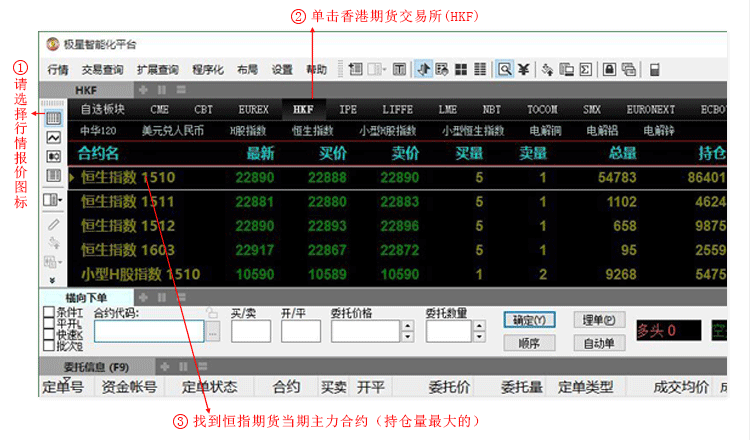 ② 单击香港期货交易所(HKF)
① 请选择行情报价图标
极星智能化平台
行情 交易查询 扩展查询 程序化 布局 设置 帮助
HKF
自选板块 CME CBT EUREX HKF IPE LIFFE LME NBT TOCOM SMX EURONEXT ECBOT
中华120 美元兑人民币 H股指数 恒生指数 小型H股指数 小型恒生指数 电解铜 电解铝 电解锌
合约名 最新 买价 卖价 买量 卖量 总量 持仓
恒生指数 1510 22890 22888 22890 5 1 54783 86401
恒生指数 1511 22881 22880 22883 5 1 1102 4624
恒生指数 1512 22890 22893 22896 5 1 658 9875
恒生指数 1603 22917 22867 22872 5 1 95 2559
小型H股指数 1510 10590 10589 10590 1 2 9268 5475
横向下单
条件I 合约代码: 买/卖 开/平 委托价格 委托数量
平开L
快速K
批次B
... 确定(Y) 埋单(P) 多头 0 空
顺序 自动单
委托信息 (F9)
定单号 资金帐号 定单状态 合约 买卖 开平 委托价 委托量 定单类型 成交均价
③ 找到恒指期货当期主力合约（持仓量最大的）